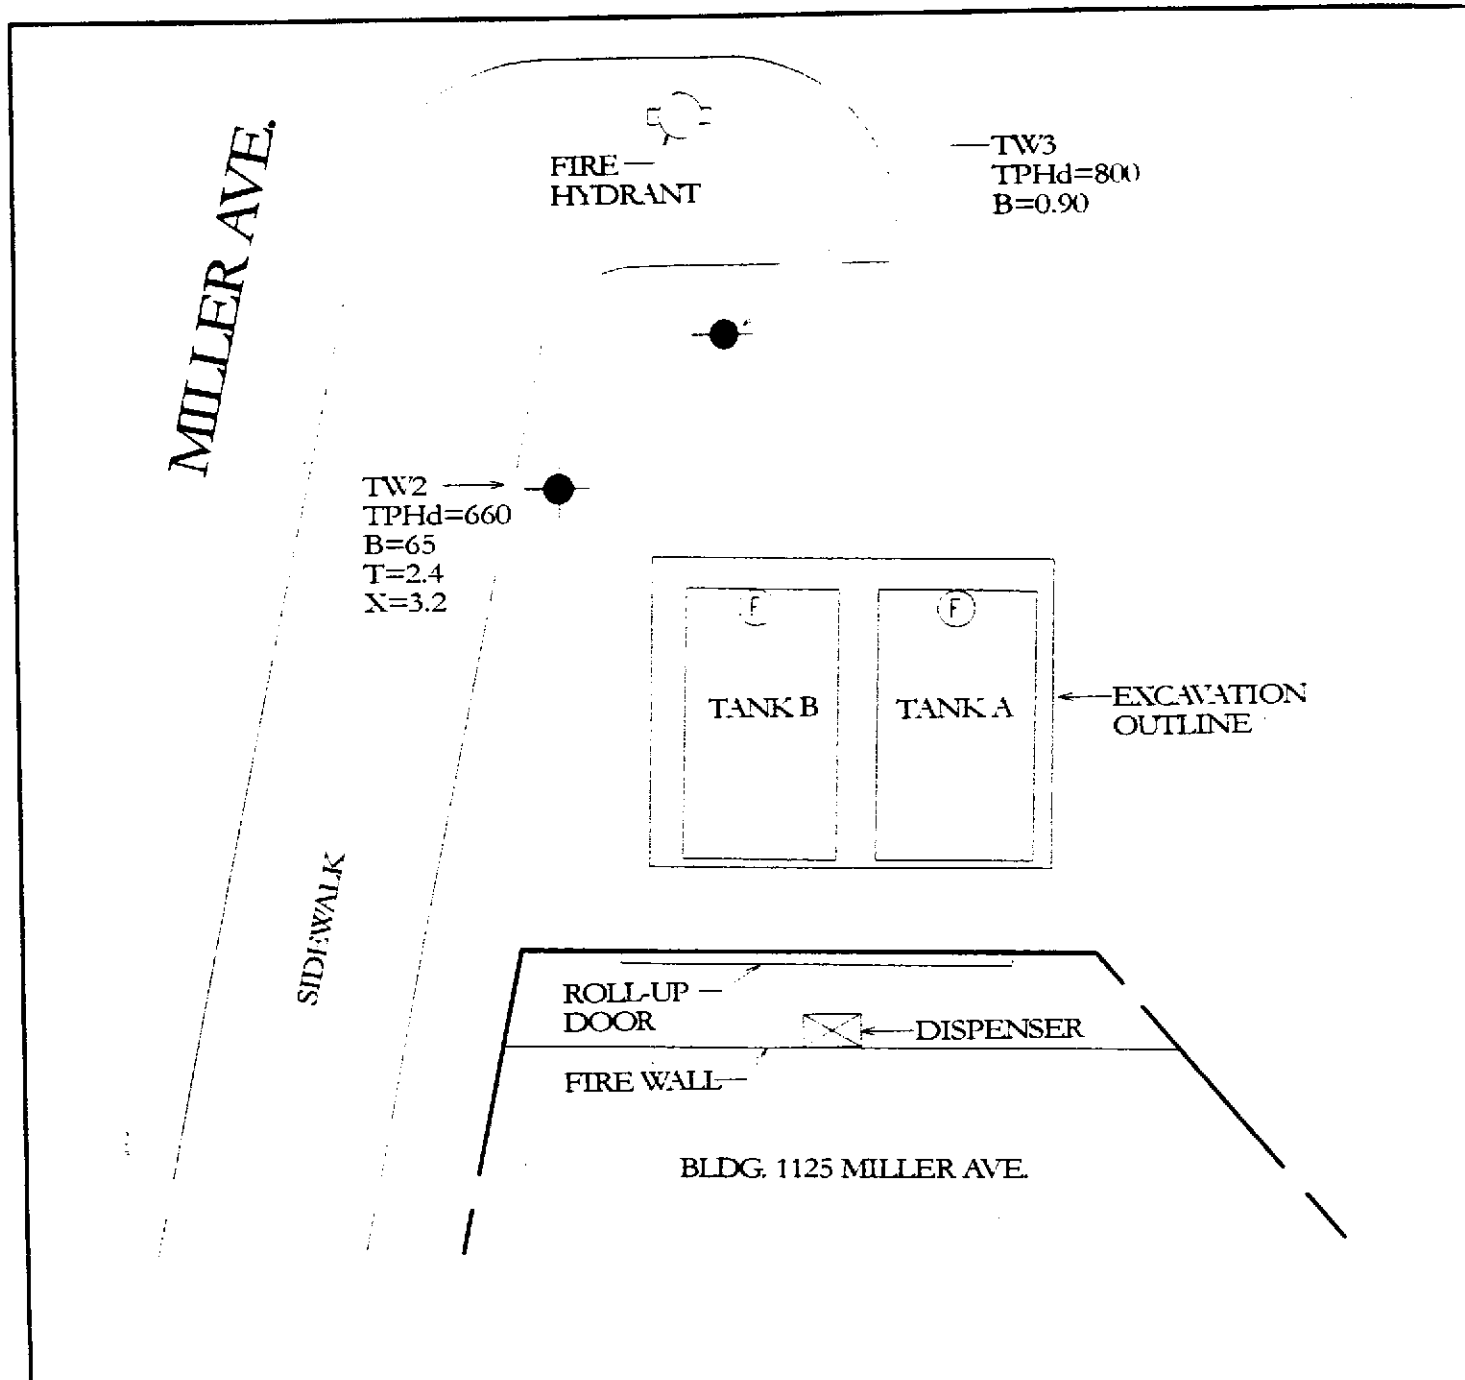 MILLER AVE.
FIRE
HYDRANT
TW3
TPHd=800
B=0.90
TW2
TPHd=660
B=65
T=2.4
X=3.2
F
F
TANK B
TANK A
EXCAVATION
OUTLINE
SIDEWALK
ROLL-UP
DOOR
DISPENSER
FIRE WALL
BLDG. 1125 MILLER AVE.